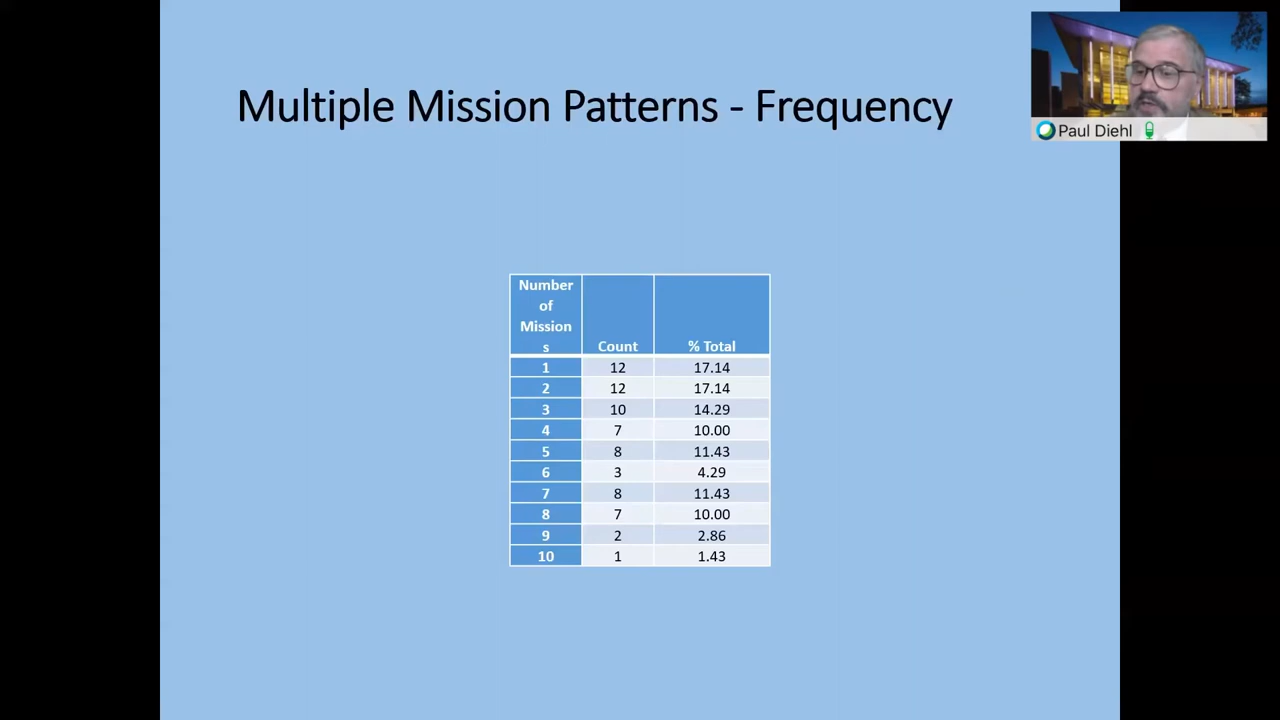 Multiple Mission Patterns - Frequency
Paul Diehl
Number
of
Mission
s Count % Total
1 12 17.14
2 12 17.14
3 10 14.29
4 7 10.00
5 8 11.43
6 3 4.29
7 8 11.43
8 7 10.00
9 2 2.86
10 1 1.43